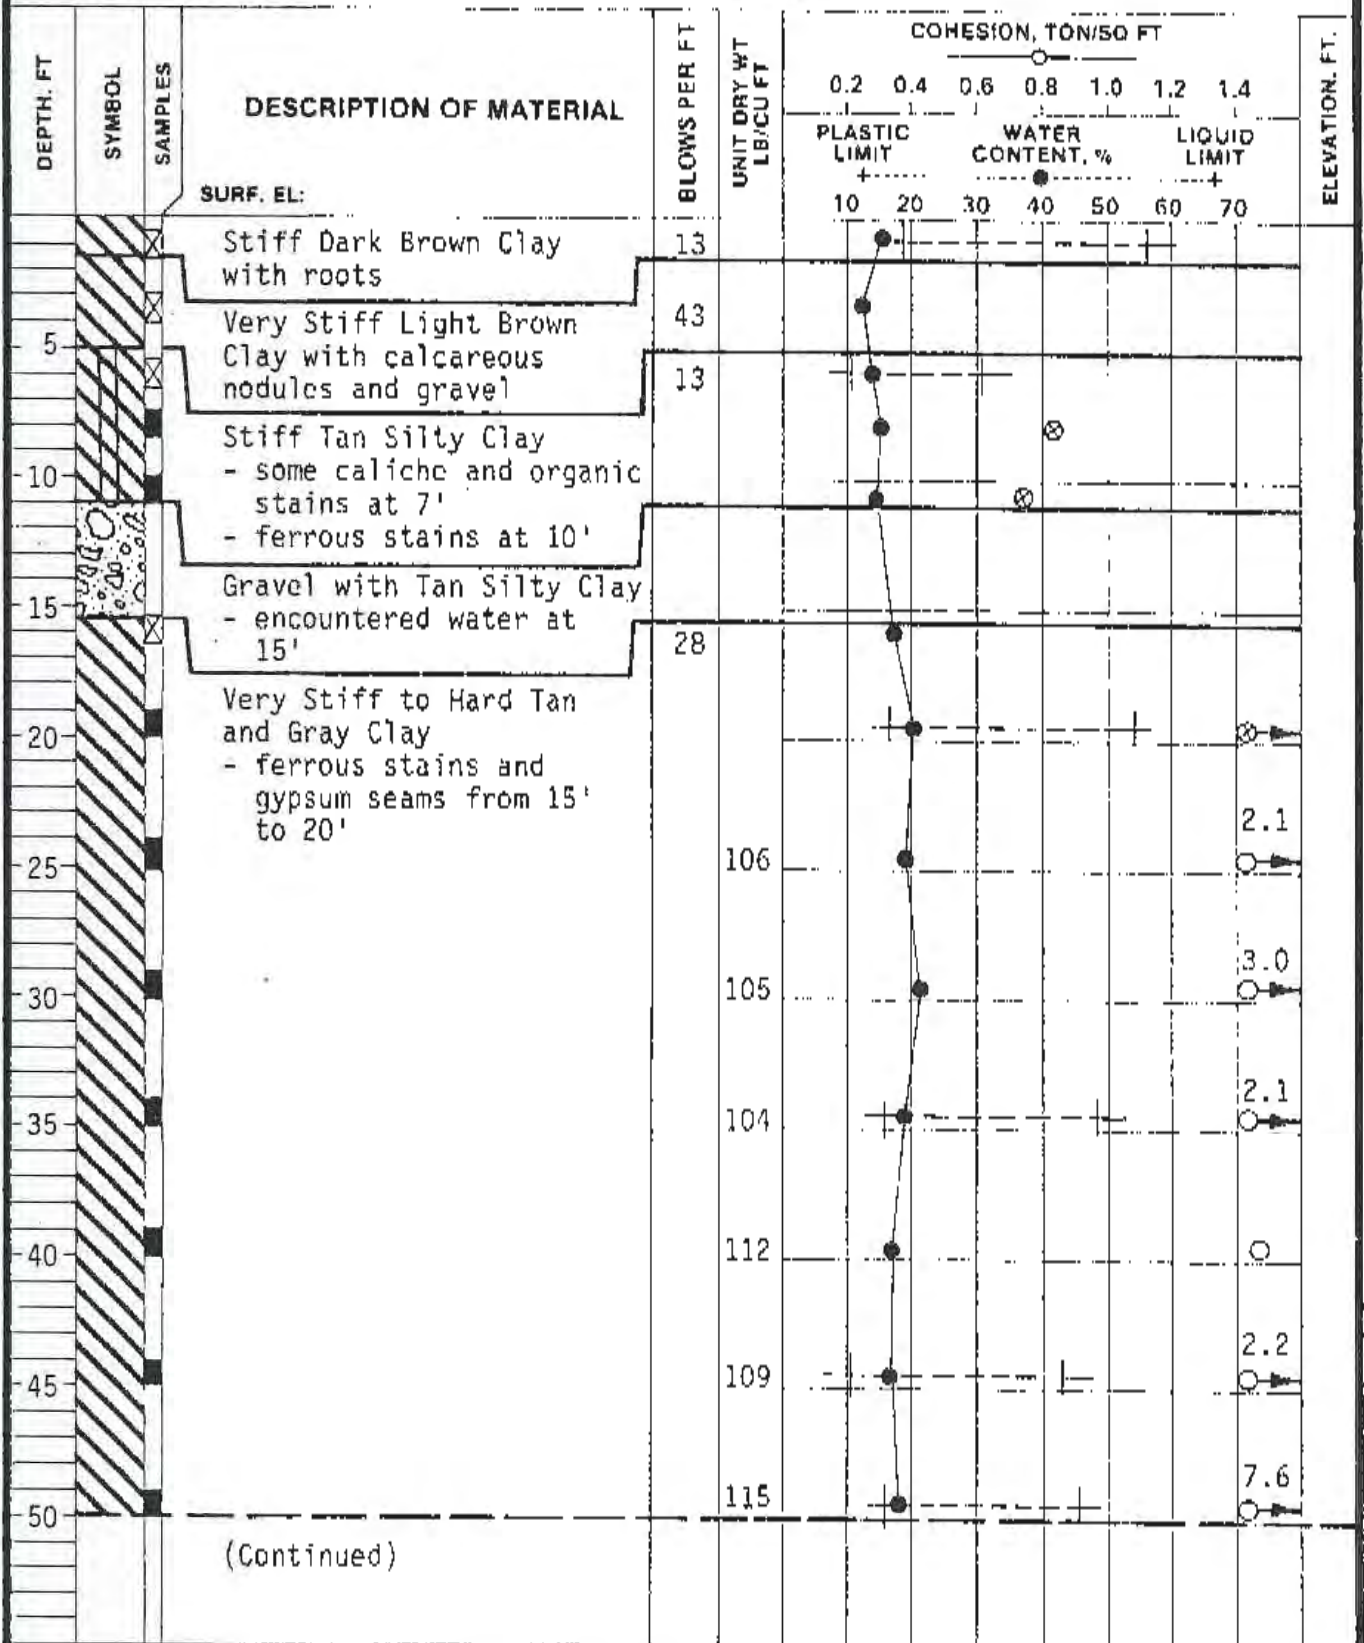 DEPTH. FT
SYMBOL
SAMPLES
DESCRIPTION OF MATERIAL
SURF. EL:
BLOWS PER FT
UNIT DRY WT
LB/CU FT
COHESION, TON/SQ FT
0.2 0.4 0.6 0.8 1.0 1.2 1.4
PLASTIC LIMIT
WATER CONTENT, %
LIQUID LIMIT
10 20 30 40 50 60 70
ELEVATION. FT.
Stiff Dark Brown Clay
with roots
13
Very Stiff Light Brown
Clay with calcareous
nodules and gravel
43
5
13
Stiff Tan Silty Clay
- some caliche and organic
stains at 7'
- ferrous stains at 10'
10
Gravel with Tan Silty Clay
- encountered water at
15'
15
28
Very Stiff to Hard Tan
and Gray Clay
- ferrous stains and
gypsum seams from 15'
to 20'
20
2.1
25
106
3.0
30
105
2.1
35
104
40
112
2.2
45
109
7.6
50
115
(Continued)